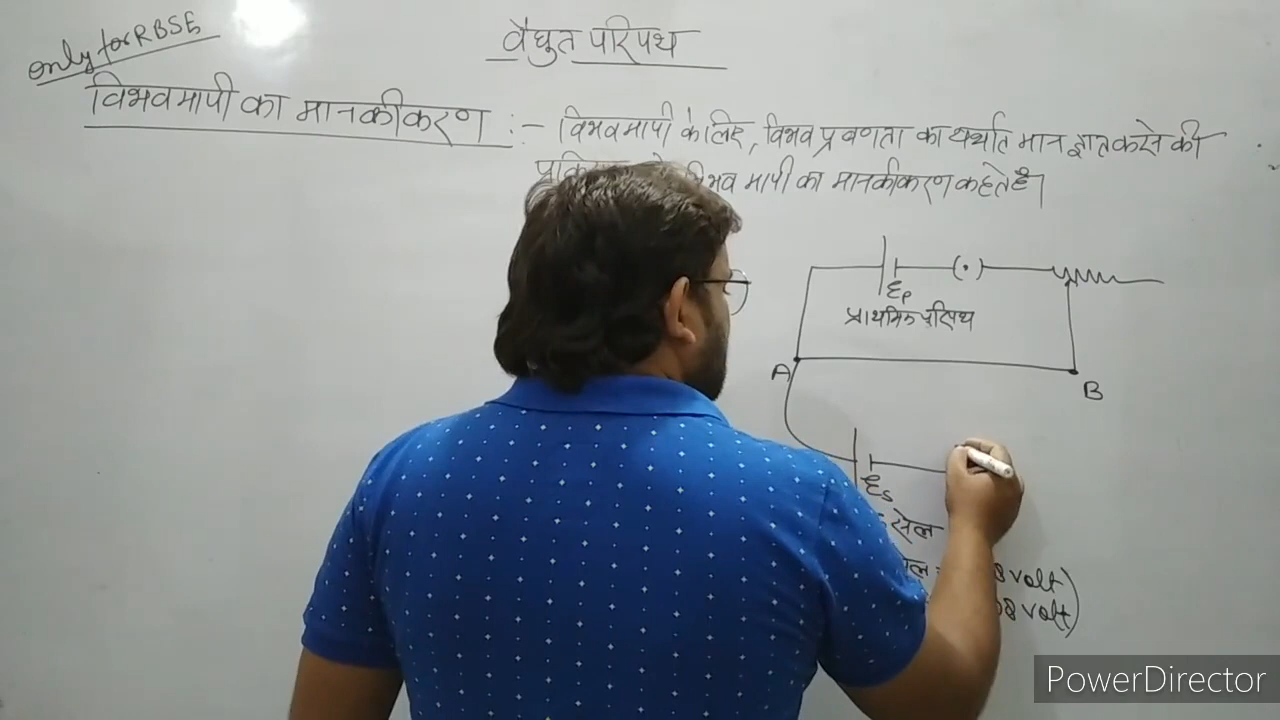 only for RBSE
वैद्युत परिपथ
विभवमापी का मानकीकरण :- विभवमापी के लिए, विभव प्रवणता का यर्थात मान ज्ञात करने की
विभव मापी का मानकीकरण कहते है।
Ep
प्राथमिक परिपथ
A
B
Es
सेल
volt)
volt)
PowerDirector